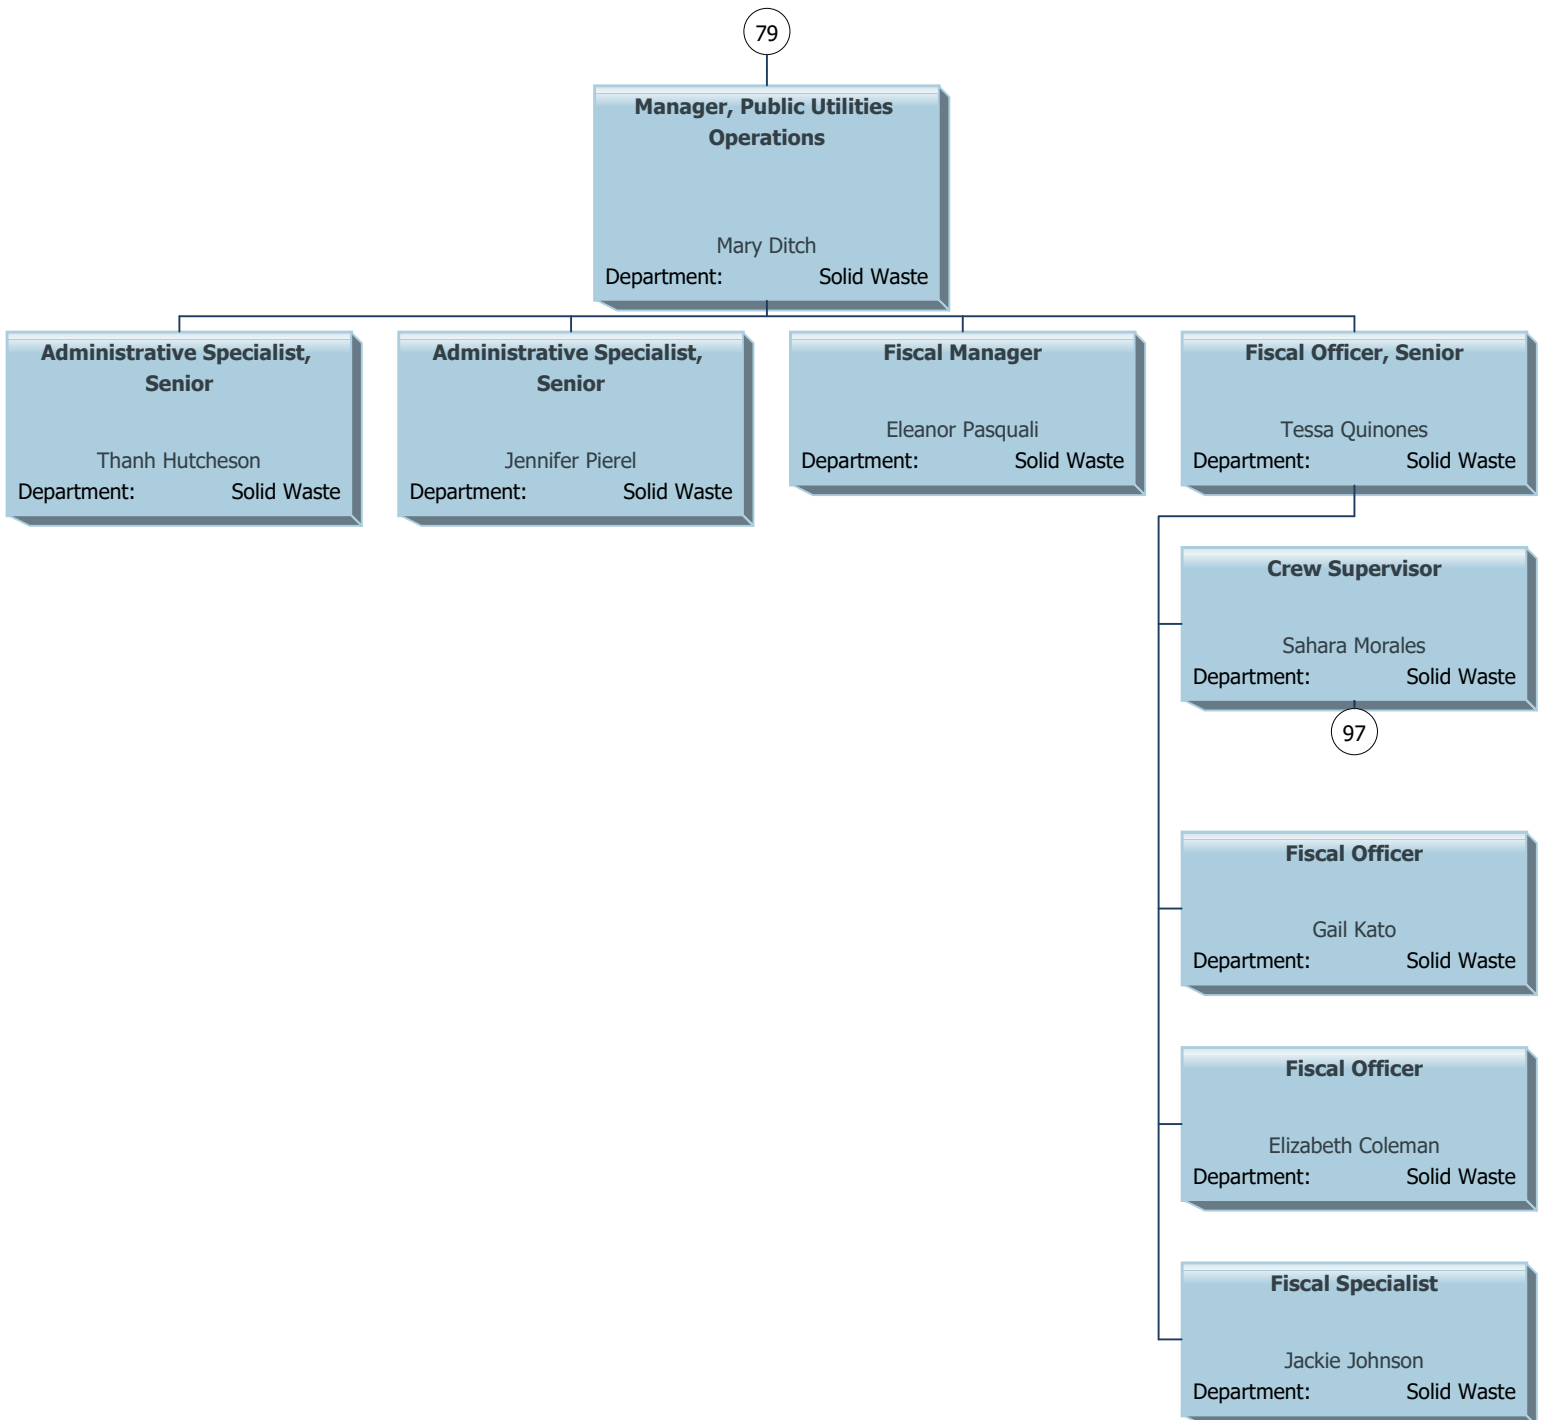 79
Manager, Public Utilities
Operations
Mary Ditch
Department: Solid Waste
Administrative Specialist,
Senior
Thanh Hutcheson
Department: Solid Waste
Administrative Specialist,
Senior
Jennifer Pierel
Department: Solid Waste
Fiscal Manager
Eleanor Pasquali
Department: Solid Waste
Fiscal Officer, Senior
Tessa Quinones
Department: Solid Waste
Crew Supervisor
Sahara Morales
Department: Solid Waste
97
Fiscal Officer
Gail Kato
Department: Solid Waste
Fiscal Officer
Elizabeth Coleman
Department: Solid Waste
Fiscal Specialist
Jackie Johnson
Department: Solid Waste